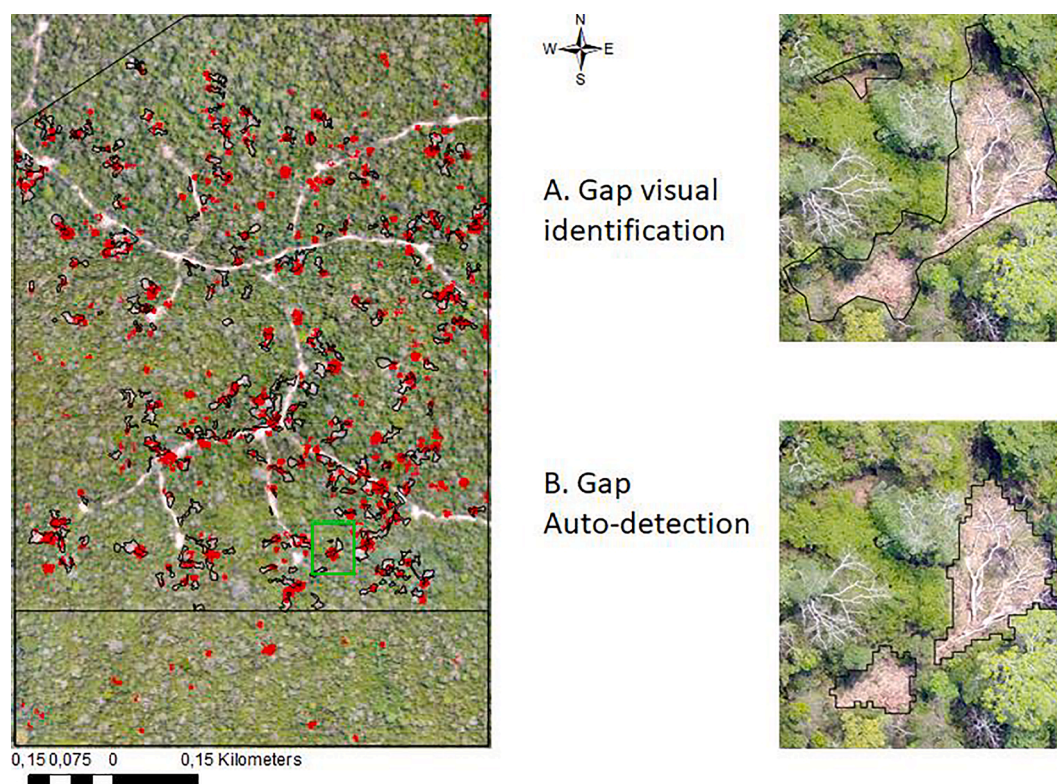 N
W E
S
A. Gap visual
identification
B. Gap
Auto-detection
0,15 0,075 0 0,15 Kilometers